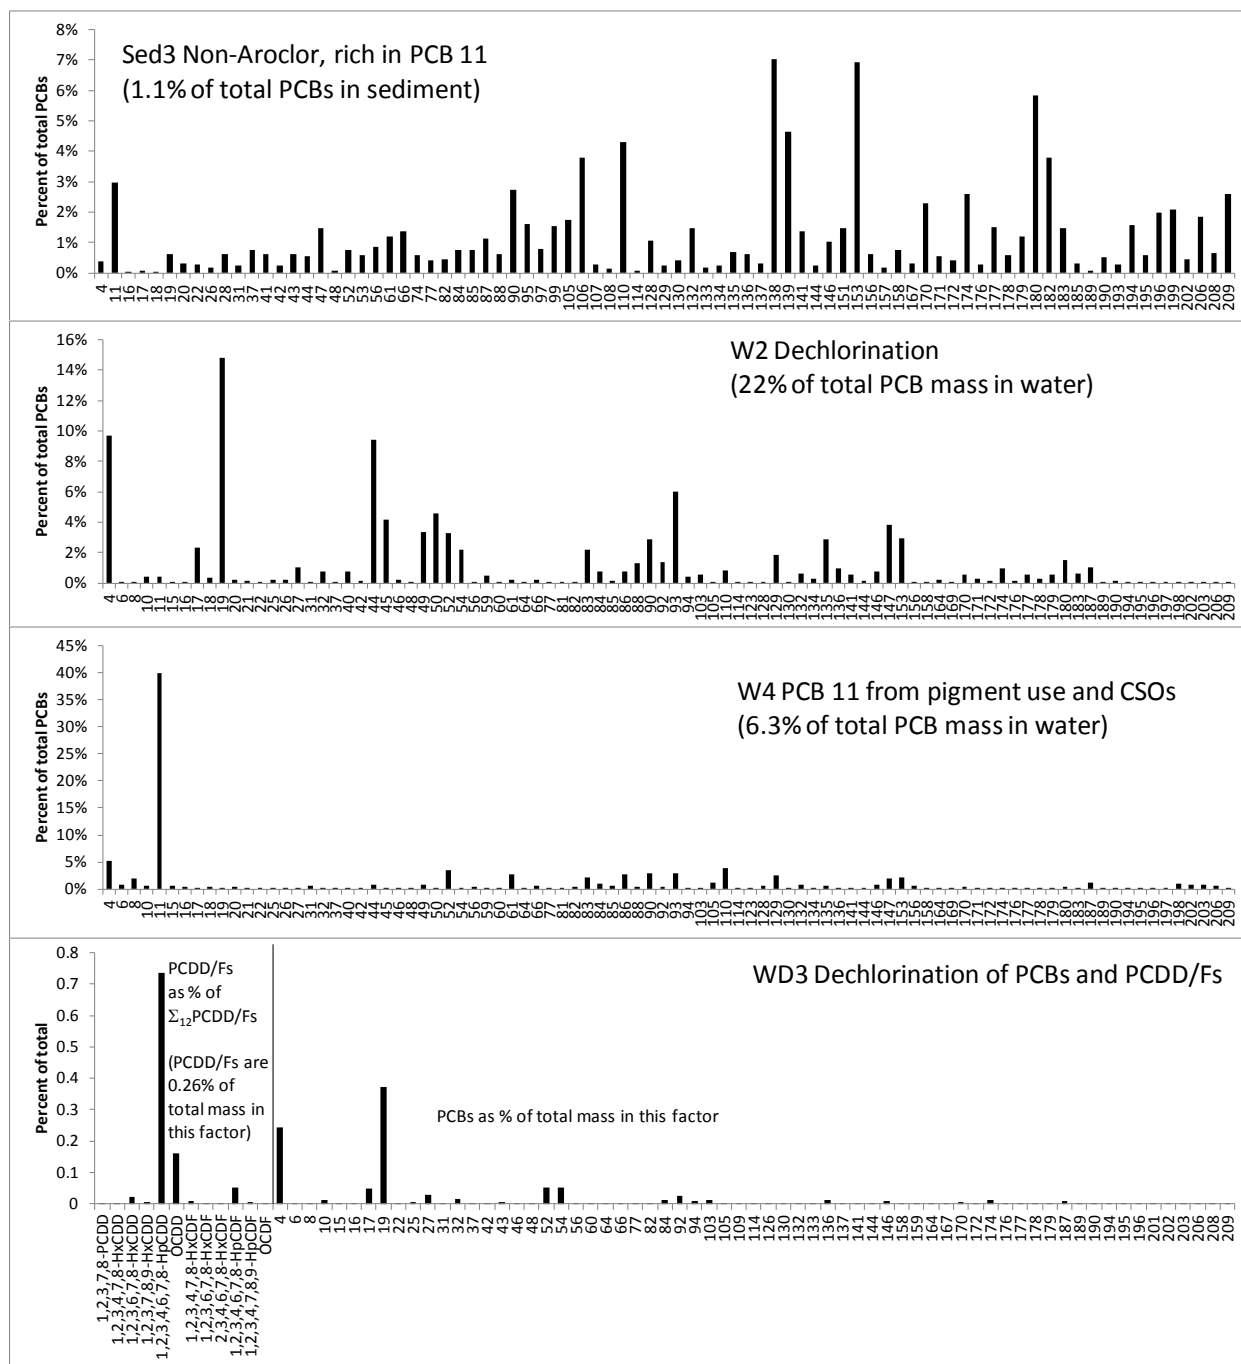 Sed3 Non-Aroclor, rich in PCB 11
(1.1% of total PCBs in sediment)
Percent of total PCBs
8%
7%
6%
5%
4%
3%
2%
1%
0%
4 11 16 17 18 19 20 22 26 28 31 37 41 42 43 44 47 48 52 53 56 61 66 74 77 82 84 85 87 88 90 95 97 99 105 106 107 108 110 114 128 129 130 132 133 134 135 136 137 138 139 141 144 146 151 153 156 157 158 167 170 171 172 174 176 177 178 179 180 182 183 185 189 190 193 194 195 196 199 202 206 208 209
W2 Dechlorination
(22% of total PCB mass in water)
Percent of total PCBs
16%
14%
12%
10%
8%
6%
4%
2%
0%
4 6 8 10 11 15 16 17 18 19 20 21 22 25 26 27 31 32 37 40 42 44 45 46 48 49 50 52 54 56 59 60 61 64 66 77 81 82 83 84 85 86 88 90 92 93 94 103 105 110 114 123 128 129 130 132 134 135 136 141 144 146 147 153 156 158 164 169 170 171 172 174 176 177 178 179 180 183 187 189 190 194 195 196 197 198 202 203 206 209
W4 PCB 11 from pigment use and CSOs
(6.3% of total PCB mass in water)
Percent of total PCBs
45%
40%
35%
30%
25%
20%
15%
10%
5%
0%
4 6 8 10 11 15 16 17 18 19 20 21 22 25 26 27 31 32 37 40 42 44 45 46 48 49 50 52 54 56 59 60 61 64 66 77 81 82 83 84 85 86 88 90 92 93 94 103 105 110 114 123 128 129 130 132 134 135 136 141 144 146 147 153 156 158 164 169 170 171 172 174 176 177 178 179 180 183 187 189 190 194 195 196 197 198 202 203 206 209
WD3 Dechlorination of PCBs and PCDD/Fs
PCDD/Fs
as % of
Σ12PCDD/Fs
(PCDD/Fs are
0.26% of
total mass in
this factor)
PCBs as % of total mass in this factor
Percent of total
0.8
0.7
0.6
0.5
0.4
0.3
0.2
0.1
0
1,2,3,7,8-PCDD
1,2,3,4,7,8-HxCDD
1,2,3,6,7,8-HxCDD
1,2,3,7,8,9-HxCDD
1,2,3,4,6,7,8-HpCDD
OCDD
1,2,3,4,7,8-HxCDF
1,2,3,6,7,8-HxCDF
2,3,4,6,7,8-HxCDF
1,2,3,4,6,7,8-HpCDF
1,2,3,4,7,8,9-HpCDF
OCDF
4 6 8 10 15 16 17 19 22 25 27 31 32 37 42 43 46 48 52 54 56 60 64 66 77 82 84 92 94 103 105 109 114 126 130 132 133 136 137 141 144 146 158 159 164 167 170 172 174 176 177 178 179 187 189 190 194 195 196 201 202 203 206 208 209